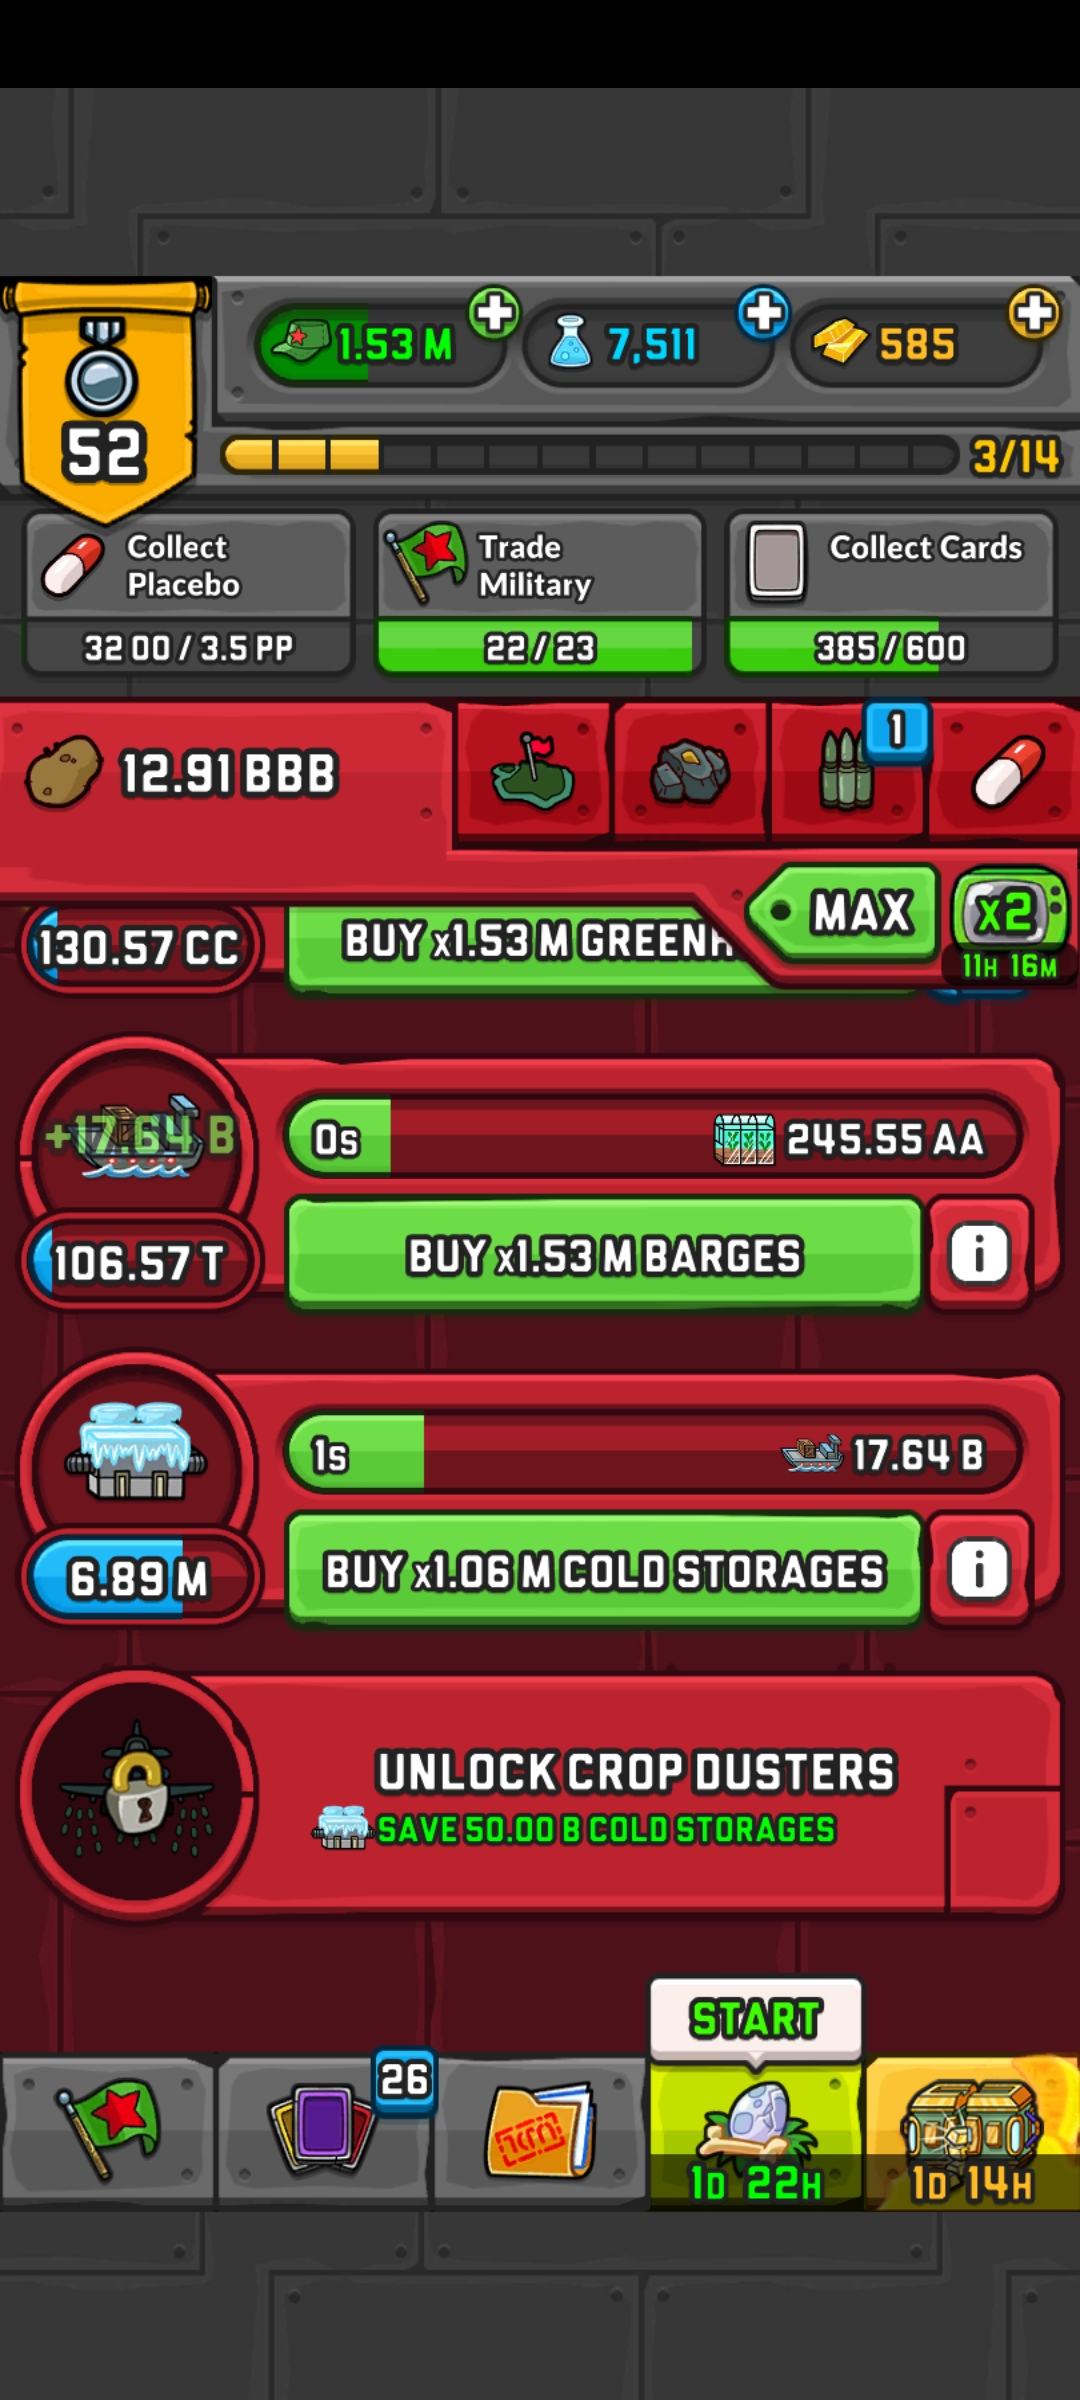 1.53 M
7,511
585
52
3/14
Collect
Placebo
Trade
Military
Collect Cards
32 OO / 3.5 PP
22 / 23
385 / 600
12.91 BBB
1
MAX
x2
11H 16M
130.57 CC
BUY x1.53 M
+17.64 B
0s
245.55 AA
106.57 T
BUY x1.53 M BARGES
i
1s
17.64 B
6.89 M
BUY x1.06 M COLD STORAGES
i
UNLOCK CROP DUSTERS
SAVE 50.00 B COLD STORAGES
START
26
1D 22H
1D 14H